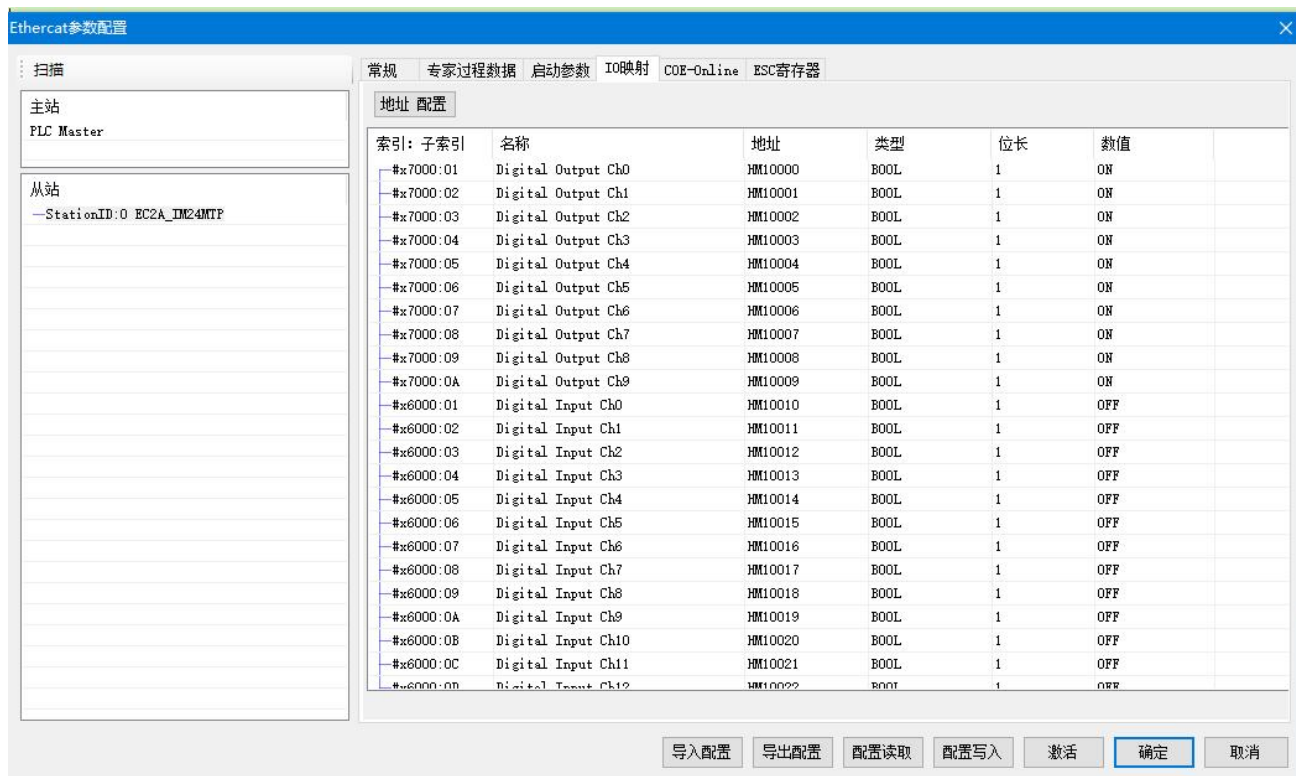 Ethercat参数配置
扫描
主站
PLC Master
从站
StationID:0 EC2A_IM24MTP
常规 专家过程数据 启动参数 IO映射 COE-Online ESC寄存器
地址 配置
索引: 子索引 名称 地址 类型 位长 数值
#x7000:01 Digital Output Ch0 HM10000 BOOL 1 ON
#x7000:02 Digital Output Ch1 HM10001 BOOL 1 ON
#x7000:03 Digital Output Ch2 HM10002 BOOL 1 ON
#x7000:04 Digital Output Ch3 HM10003 BOOL 1 ON
#x7000:05 Digital Output Ch4 HM10004 BOOL 1 ON
#x7000:06 Digital Output Ch5 HM10005 BOOL 1 ON
#x7000:07 Digital Output Ch6 HM10006 BOOL 1 ON
#x7000:08 Digital Output Ch7 HM10007 BOOL 1 ON
#x7000:09 Digital Output Ch8 HM10008 BOOL 1 ON
#x7000:0A Digital Output Ch9 HM10009 BOOL 1 ON
#x6000:01 Digital Input Ch0 HM10010 BOOL 1 OFF
#x6000:02 Digital Input Ch1 HM10011 BOOL 1 OFF
#x6000:03 Digital Input Ch2 HM10012 BOOL 1 OFF
#x6000:04 Digital Input Ch3 HM10013 BOOL 1 OFF
#x6000:05 Digital Input Ch4 HM10014 BOOL 1 OFF
#x6000:06 Digital Input Ch5 HM10015 BOOL 1 OFF
#x6000:07 Digital Input Ch6 HM10016 BOOL 1 OFF
#x6000:08 Digital Input Ch7 HM10017 BOOL 1 OFF
#x6000:09 Digital Input Ch8 HM10018 BOOL 1 OFF
#x6000:0A Digital Input Ch9 HM10019 BOOL 1 OFF
#x6000:0B Digital Input Ch10 HM10020 BOOL 1 OFF
#x6000:0C Digital Input Ch11 HM10021 BOOL 1 OFF
#x6000:0D Digital Input Ch12 HM10022 BOOL 1 OFF
导入配置 导出配置 配置读取 配置写入 激活 确定 取消